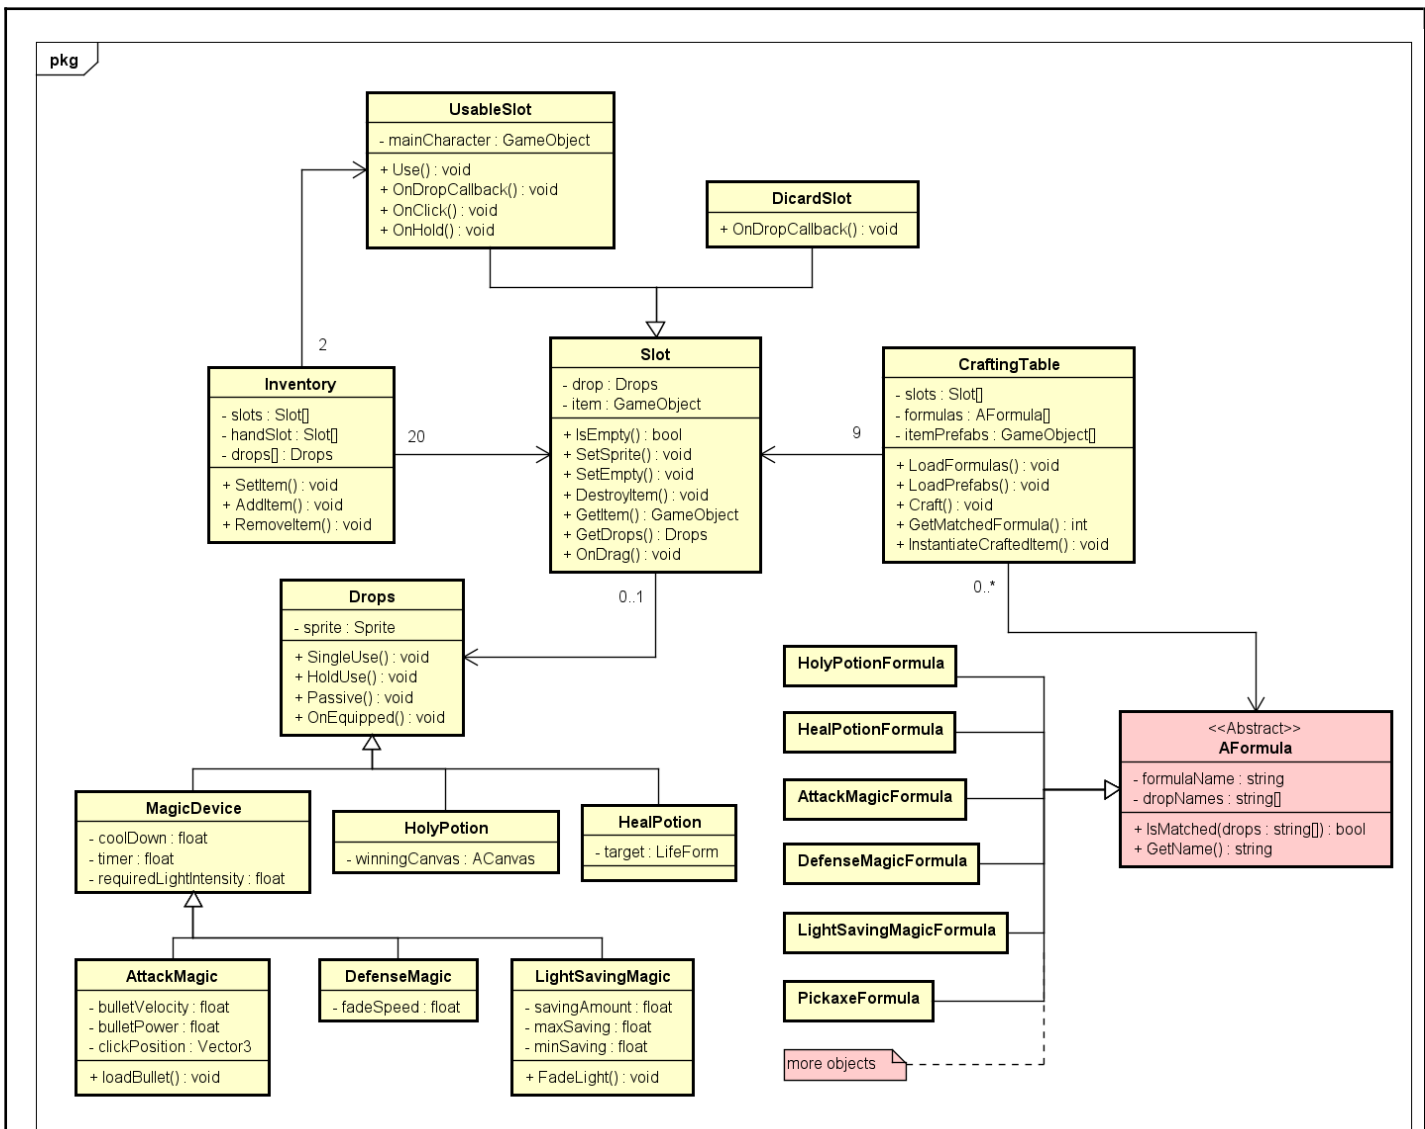 pkg
UsableSlot
- mainCharacter : GameObject
+ Use() : void
+ OnDropCallback() : void
+ OnClick() : void
+ OnHold() : void
DicardSlot
+ OnDropCallback() : void
2
Inventory
- slots : Slot[]
- handSlot : Slot[]
- drops[] : Drops
+ SetItem() : void
+ AddItem() : void
+ RemoveItem() : void
20
Slot
- drop : Drops
- item : GameObject
+ IsEmpty() : bool
+ SetSprite() : void
+ SetEmpty() : void
+ DestroyItem() : void
+ GetItem() : GameObject
+ GetDrops() : Drops
+ OnDrag() : void
9
CraftingTable
- slots : Slot[]
- formulas : AFormula[]
- itemPrefabs : GameObject[]
+ LoadFormulas() : void
+ LoadPrefabs() : void
+ Craft() : void
+ GetMatchedFormula() : int
+ InstantiateCraftedItem() : void
0..1
0..*
Drops
- sprite : Sprite
+ SingleUse() : void
+ HoldUse() : void
+ Passive() : void
+ OnEquipped() : void
MagicDevice
- coolDown : float
- timer : float
- requiredLightIntensity : float
HolyPotion
- winningCanvas : ACanvas
HealPotion
- target : LifeForm
AttackMagic
- bulletVelocity : float
- bulletPower : float
- clickPosition : Vector3
+ loadBullet() : void
DefenseMagic
- fadeSpeed : float
LightSavingMagic
- savingAmount : float
- maxSaving : float
- minSaving : float
+ FadeLight() : void
HolyPotionFormula
HealPotionFormula
AttackMagicFormula
DefenseMagicFormula
LightSavingMagicFormula
PickaxeFormula
more objects
<<Abstract>>
AFormula
- formulaName : string
- dropNames : string[]
+ IsMatched(drops : string[]) : bool
+ GetName() : string